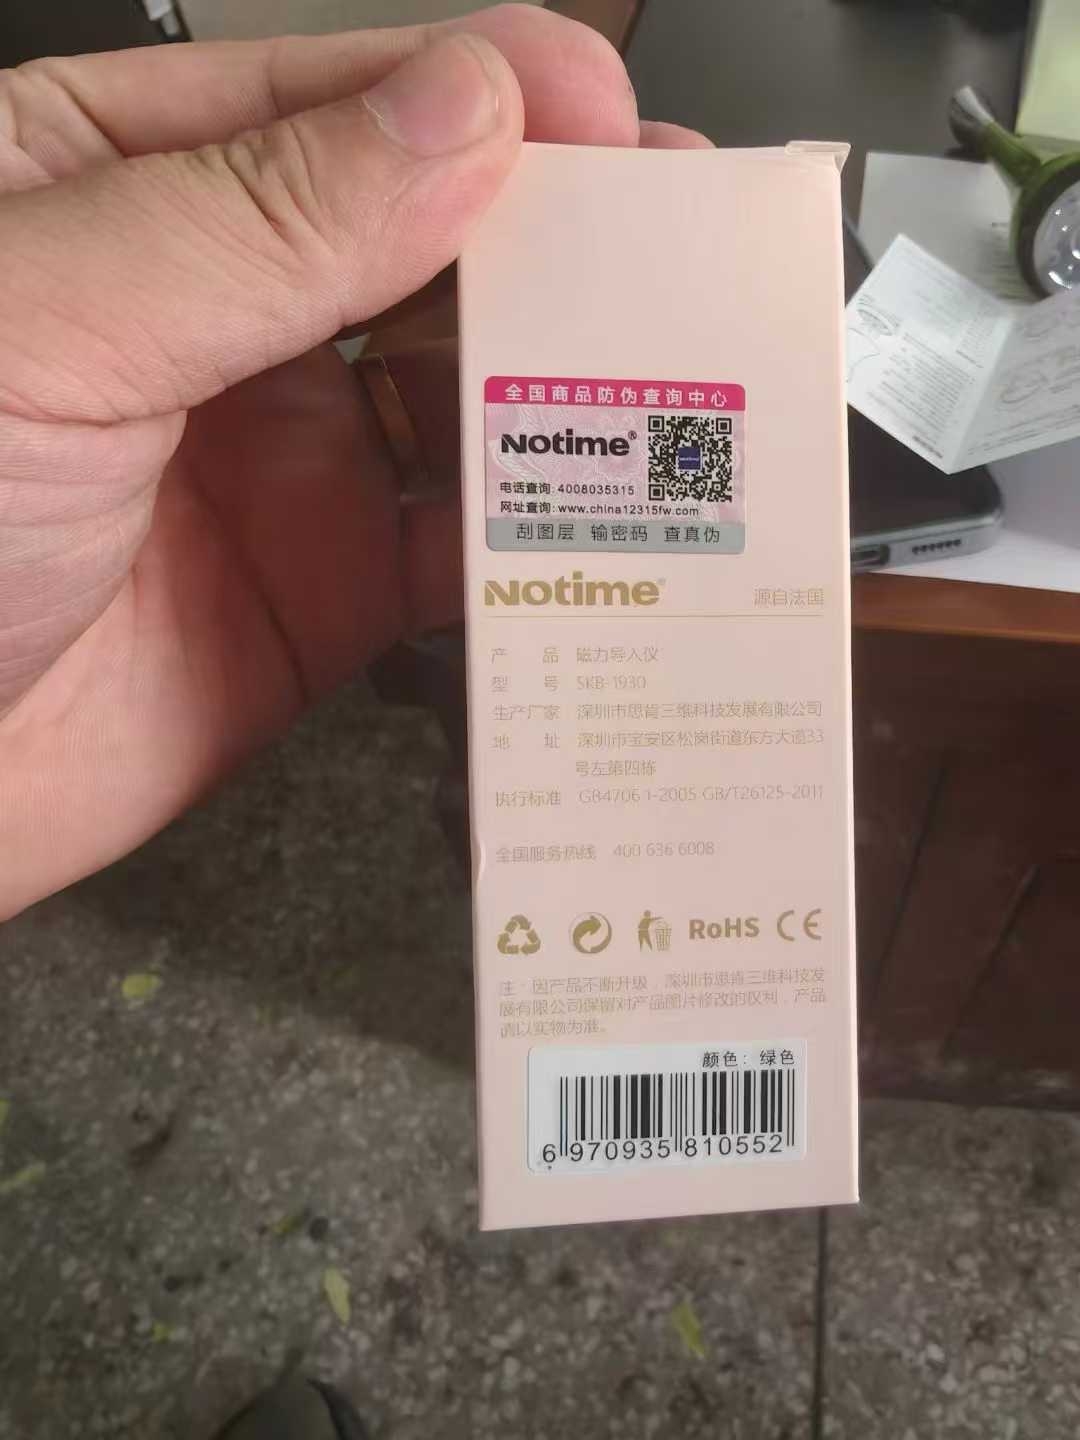 全国商品防伪查询中心
Notime®
电话查询:4008035315
网址查询:www.china12315fw.com
刮图层 输密码 查真伪
Notime® 源自法国
产品 磁力导入仪
型号 SKB-1930
生产厂家 深圳市思肯三维科技发展有限公司
地址 深圳市宝安区松岗街道东方大道33
号左第四栋
执行标准 GB4706.1-2005 GB/T26125-2011
全国服务热线 400 636 6008
RoHS CE
注:因产品不断升级,深圳市思肯三维科技发
展有限公司保留对产品图片修改的权利,产品
请以实物为准。
颜色:绿色
6 970935 810552